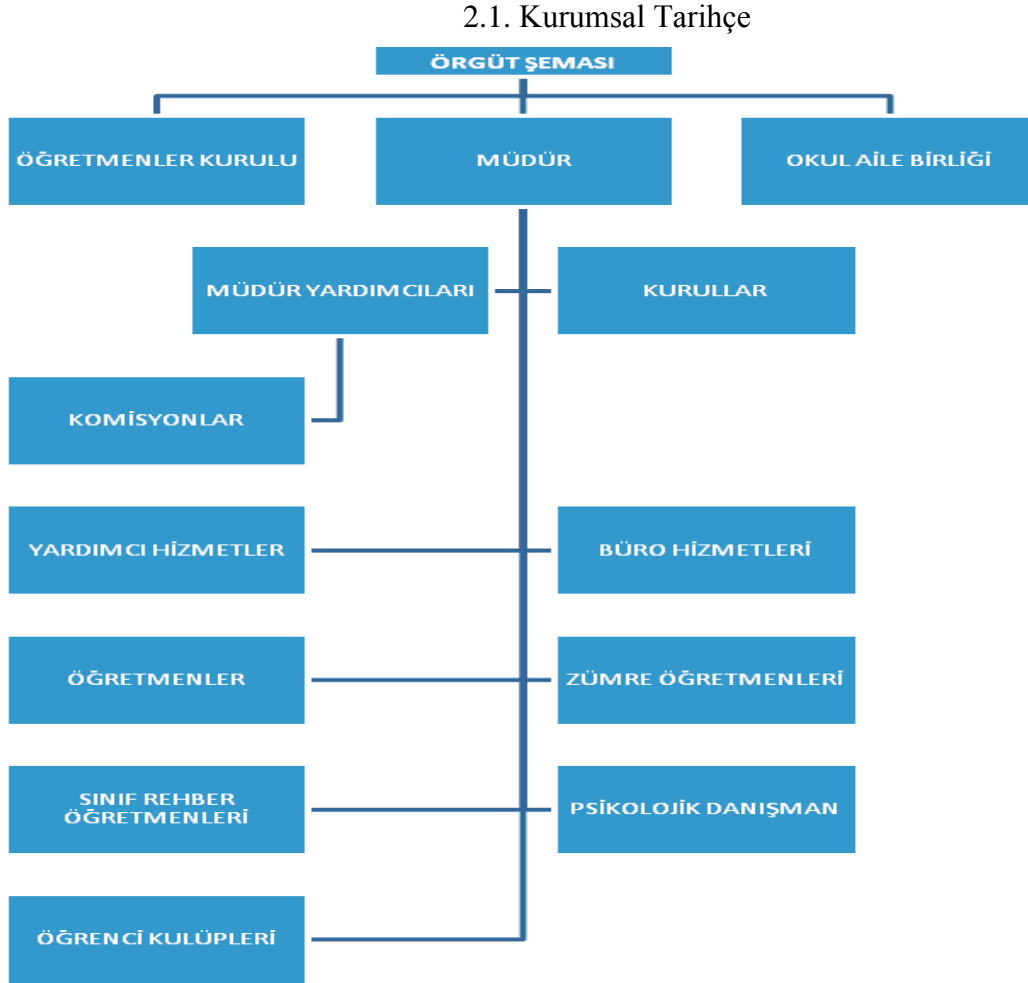 2.1. Kurumsal Tarihçe
ÖRGÜT ŞEMASI
ÖĞRETMENLER KURULU
MÜDÜR
OKUL AİLE BİRLİĞİ
MÜDÜR YARDIMCILARI
KURULLAR
KOMİSYONLAR
YARDIMCI HİZMETLER
BÜRO HİZMETLERİ
ÖĞRETMENLER
ZÜMRE ÖĞRETMENLERİ
SINIF REHBER
ÖĞRETMENLERİ
PSİKOLOJİK DANIŞMAN
ÖĞRENCİ KULÜPLERİ